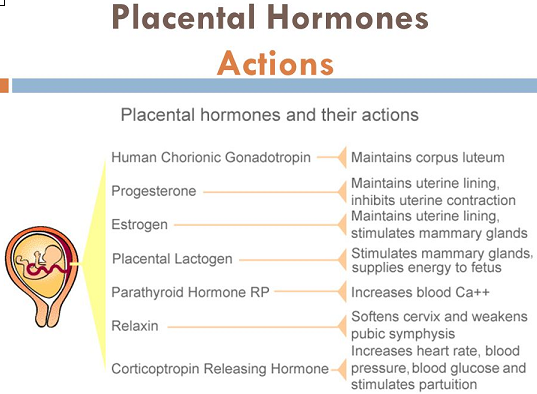 Placental Hormones
Actions
Placental hormones and their actions
Human Chorionic Gonadotropin
Maintains corpus luteum
Progesterone
Maintains uterine lining,
inhibits uterine contraction
Estrogen
Maintains uterine lining,
stimulates mammary glands
Placental Lactogen
Stimulates mammary glands,
supplies energy to fetus
Parathyroid Hormone RP
Increases blood Ca++
Relaxin
Softens cervix and weakens
pubic symphysis
Corticoptropin Releasing Hormone
Increases heart rate, blood
pressure, blood glucose and
stimulates partuition